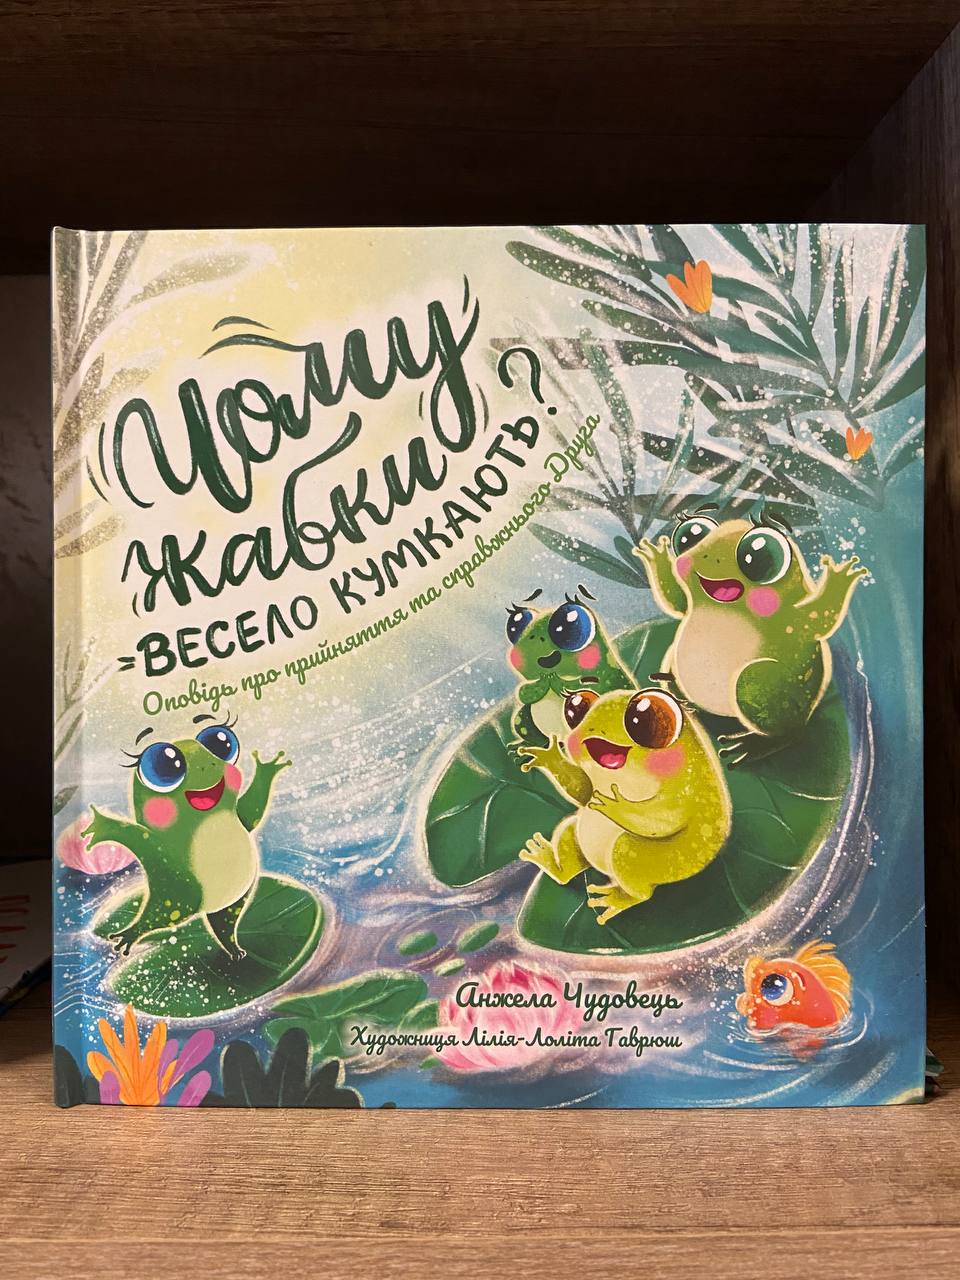 Чому
жабки
ВЕСЕЛО КУМКАЮТЬ?
Оповідь про прийняття та справжнього Друга
Анжела Чудовець
Художниця Лілія-Лоліта Гаврюш